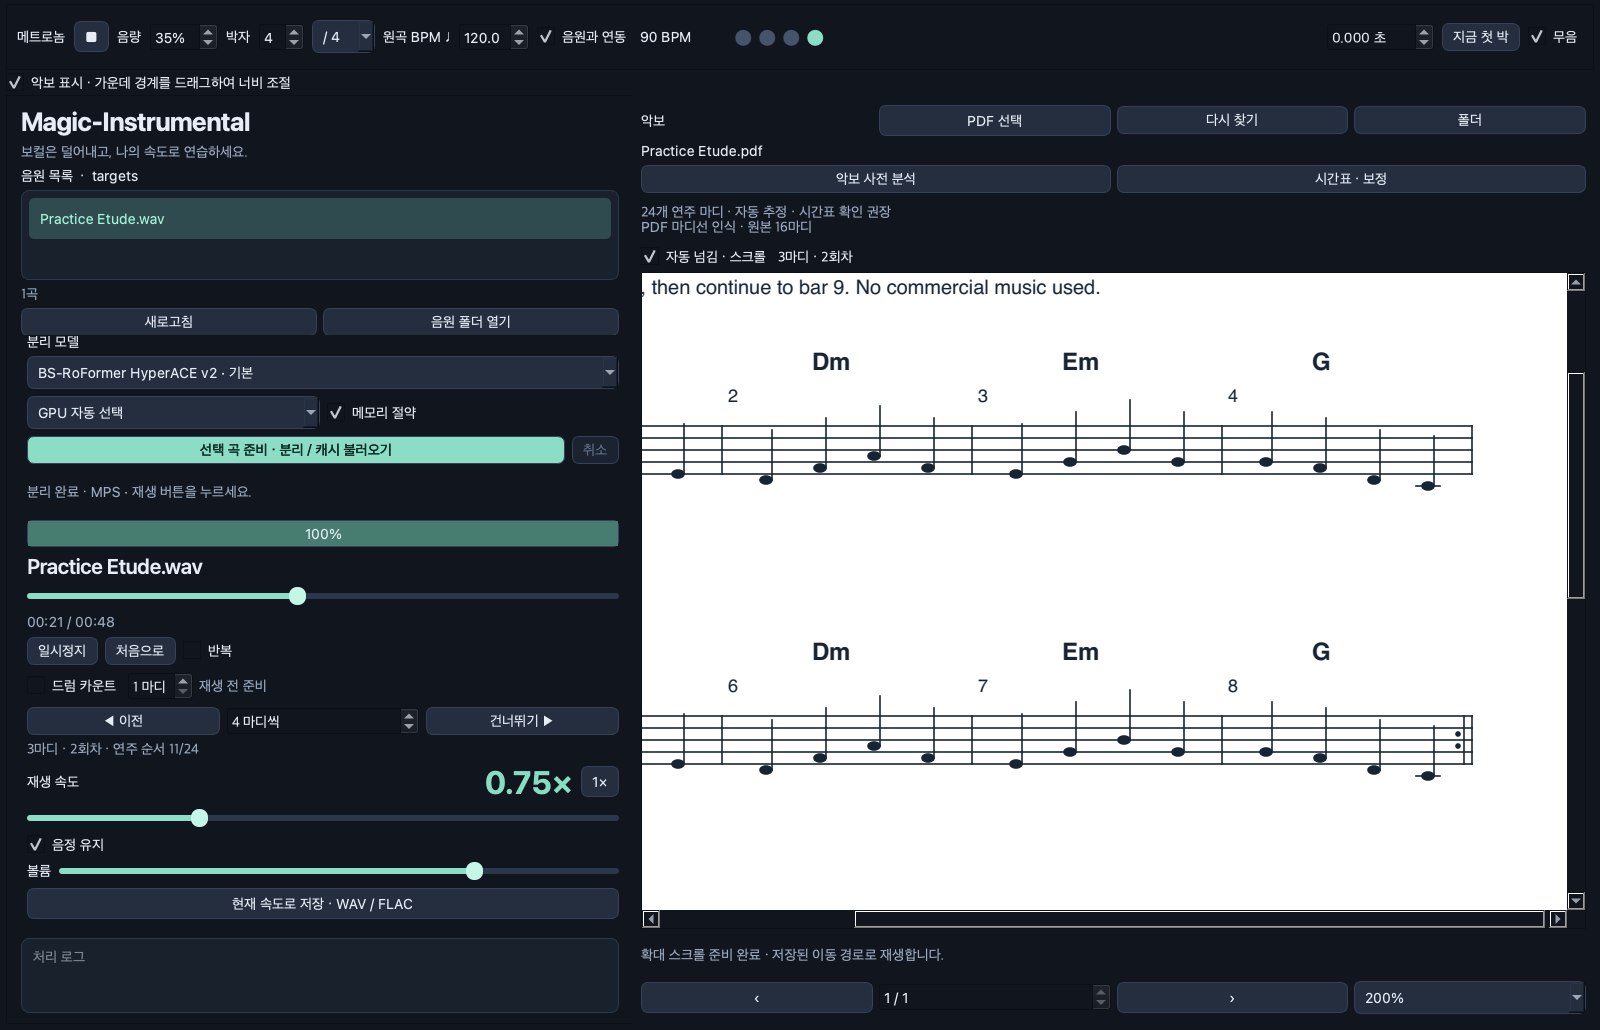 메트로놈 음량 35% 박자 4 / 4 원곡 BPM ♩ 120.0 음원과 연동 90 BPM 0.000 초 지금 첫 박 무음
악보 표시 · 가운데 경계를 드래그하여 너비 조절
Magic-Instrumental
보컬은 덜어내고, 나의 속도로 연습하세요.
음원 목록 · targets
Practice Etude.wav
1곡
새로고침 음원 폴더 열기
분리 모델
BS-RoFormer HyperACE v2 · 기본
GPU 자동 선택 메모리 절약
선택 곡 준비 · 분리 / 캐시 불러오기 취소
분리 완료 · MPS · 재생 버튼을 누르세요.
100%
Practice Etude.wav
00:21 / 00:48
일시정지 처음으로 반복
드럼 카운트 1 마디 재생 전 준비
◀ 이전 4 마디씩 건너뛰기 ▶
3마디 · 2회차 · 연주 순서 11/24
재생 속도 0.75× 1×
음정 유지
볼륨
현재 속도로 저장 · WAV / FLAC
처리 로그
악보 PDF 선택 다시 찾기 폴더
Practice Etude.pdf
악보 사전 분석 시간표 · 보정
24개 연주 마디 · 자동 추정 · 시간표 확인 권장
PDF 마디선 인식 · 원본 16마디
자동 넘김 · 스크롤 3마디 · 2회차
, then continue to bar 9. No commercial music used.
Dm Em G
2 3 4
Dm Em G
6 7 8
확대 스크롤 준비 완료 · 저장된 이동 경로로 재생합니다.
‹ 1 / 1 › 200%